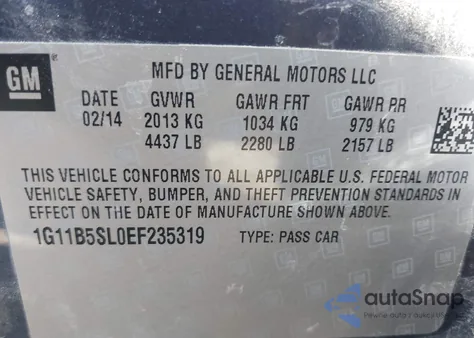 GM
MFD BY GENERAL MOTORS LLC
DATE GVWR GAWR FRT GAWR RR
02/14 2013 KG 1034 KG 979 KG
4437 LB 2280 LB 2157 LB
THIS VEHICLE CONFORMS TO ALL APPLICABLE U.S. FEDERAL MOTOR
VEHICLE SAFETY, BUMPER, AND THEFT PREVENTION STANDARDS
IN EFFECT ON THE DATE OF MANUFACTURE SHOWN ABOVE.
1G11B5SL0EF235319 TYPE: PASS CAR
autoSnap